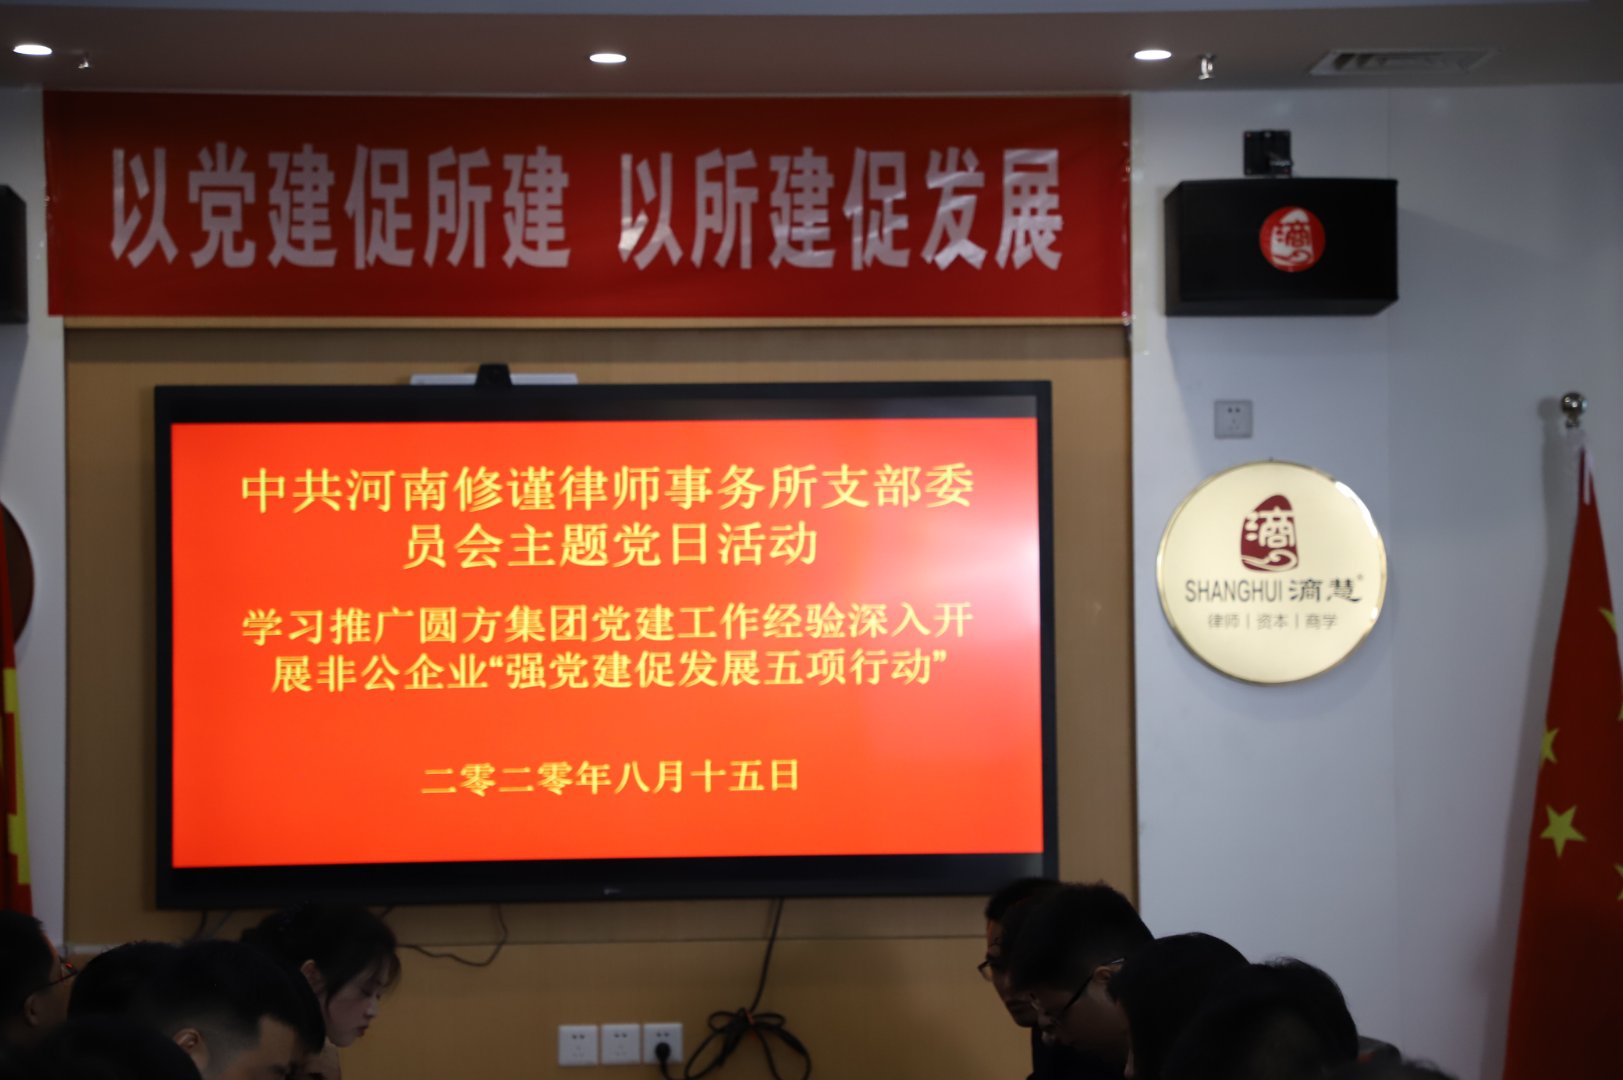 以党建促所建 以所建促发展
滴
中共河南修谨律师事务所支部委
员会主题党日活动
学习推广圆方集团党建工作经验深入开
展非公企业“强党建促发展五项行动”
二零二零年八月十五日
滴
SHANGHUI 滴慧®
律师 | 资本 | 商学